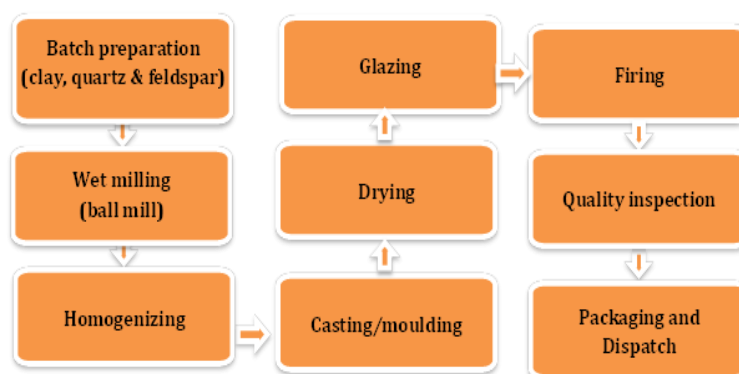 Batch preparation
(clay, quartz & feldspar)
Wet milling
(ball mill)
Homogenizing
Casting/moulding
Drying
Glazing
Firing
Quality inspection
Packaging and
Dispatch